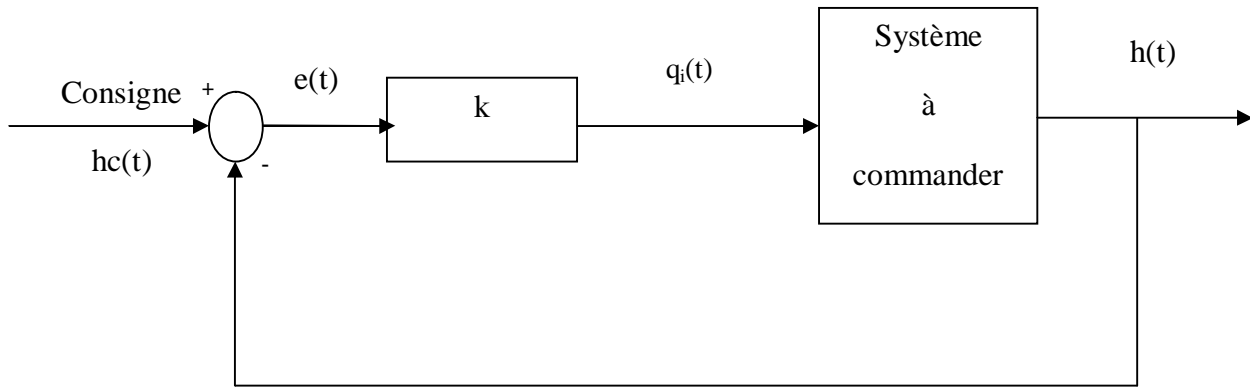 Consigne
hc(t)
+
-
e(t)
k
qᵢ(t)
Système
à
commander
h(t)